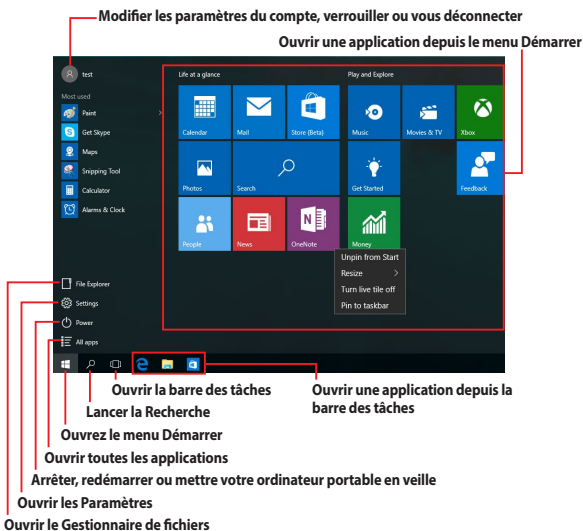 Modifier les paramètres du compte, verrouiller ou vous déconnecter
Ouvrir une application depuis le menu Démarrer
test
Life at a glance
Play and Explore
Most used
Paint
Get Skype
Maps
Snipping Tool
Calculator
Alarms & Clock
Calendar
Mail
Store (Beta)
Music
Movies & TV
Xbox
Photos
Search
Get Started
Feedback
People
News
OneNote
Money
Unpin from Start
Resize
Turn live tile off
Pin to taskbar
File Explorer
Settings
Power
All apps
Ouvrir la barre des tâches
Ouvrir une application depuis la
barre des tâches
Lancer la Recherche
Ouvrez le menu Démarrer
Ouvrir toutes les applications
Arrêter, redémarrer ou mettre votre ordinateur portable en veille
Ouvrir les Paramètres
Ouvrir le Gestionnaire de fichiers